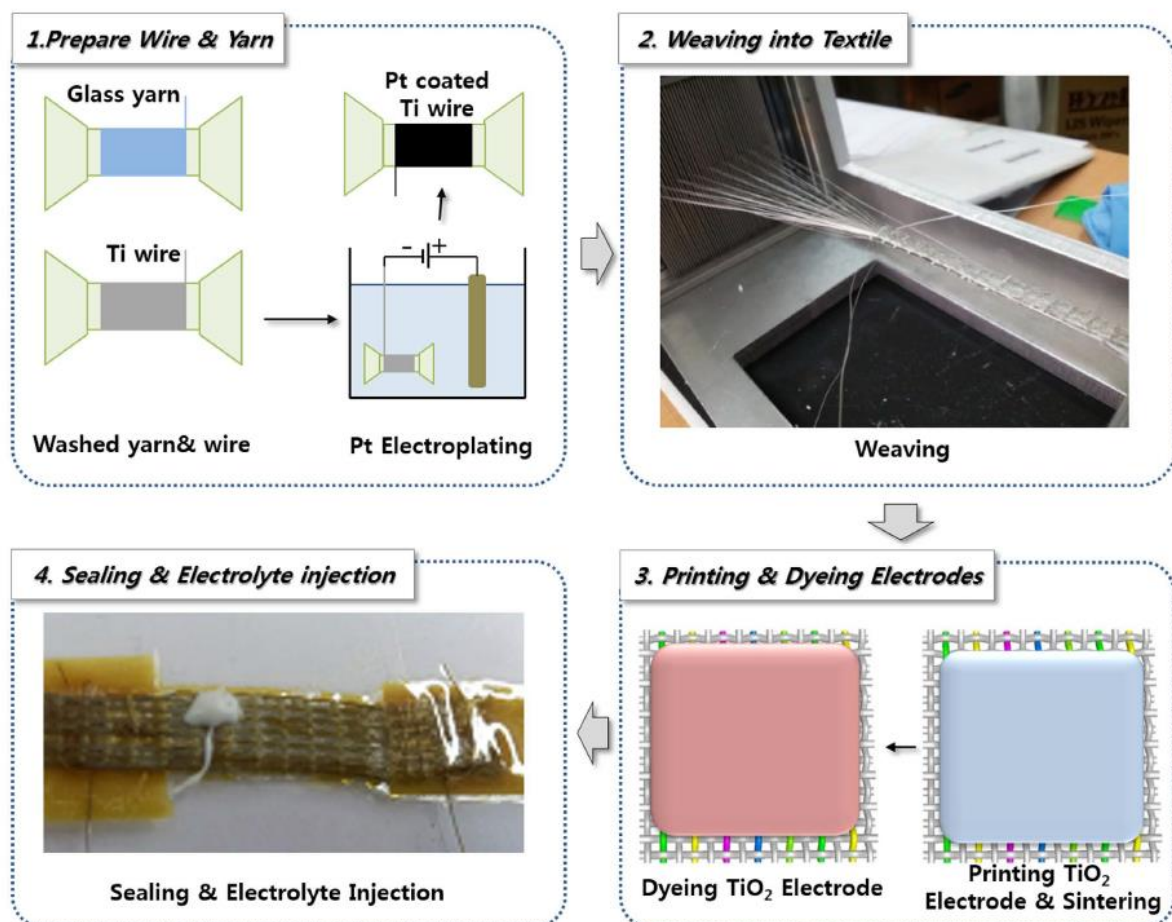 1.Prepare Wire & Yarn
Glass yarn
Pt coated
Ti wire
Ti wire
- +
Washed yarn& wire
Pt Electroplating
2. Weaving into Textile
Weaving
3. Printing & Dyeing Electrodes
Dyeing TiO₂ Electrode
Printing TiO₂
Electrode & Sintering
4. Sealing & Electrolyte injection
Sealing & Electrolyte Injection